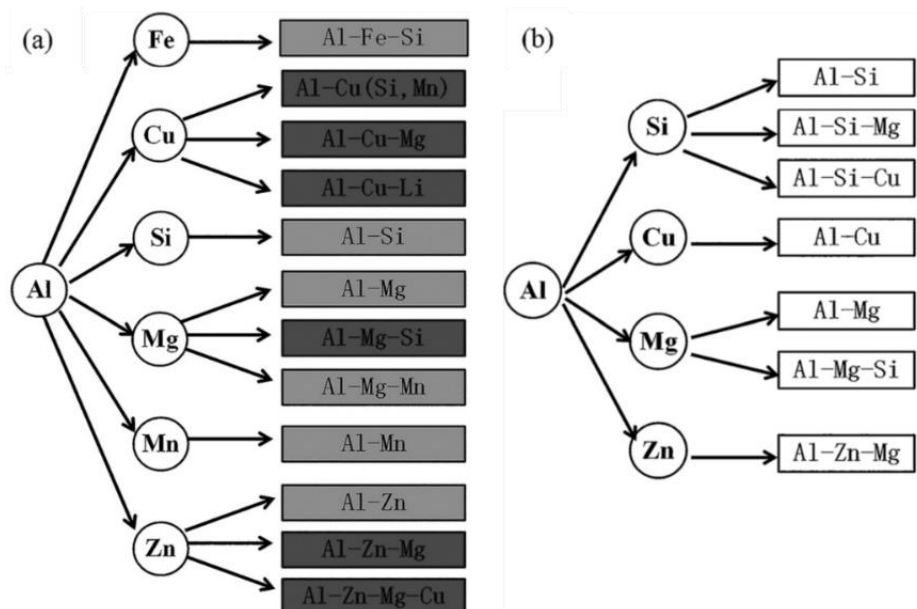 (a)
Fe
Al-Fe-Si
Al-Cu(Si,Mn)
Cu
Al-Cu-Mg
Al-Cu-Li
Si
Al-Si
Al
Al-Mg
Mg
Al-Mg-Si
Al-Mg-Mn
Mn
Al-Mn
Al-Zn
Zn
Al-Zn-Mg
Al-Zn-Mg-Cu
(b)
Al-Si
Si
Al-Si-Mg
Al-Si-Cu
Cu
Al-Cu
Al
Al-Mg
Mg
Al-Mg-Si
Zn
Al-Zn-Mg